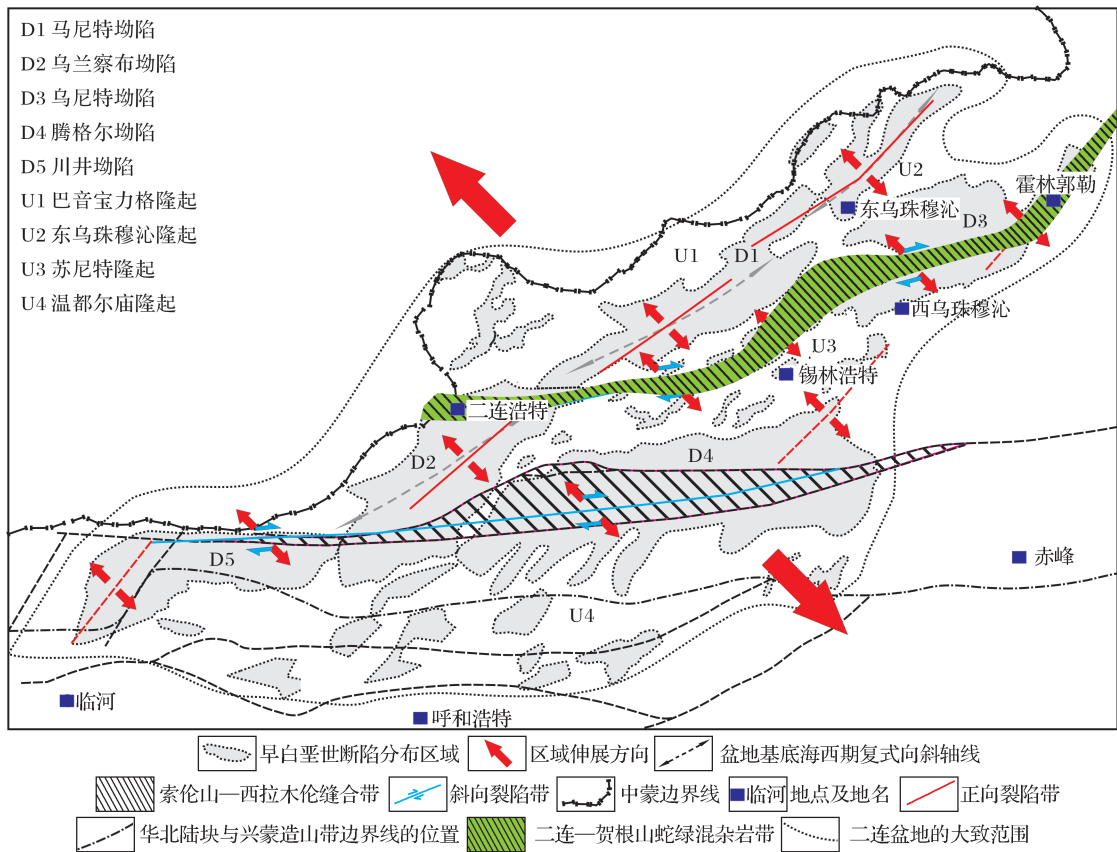 D1 马尼特坳陷
D2 乌兰察布坳陷
D3 乌尼特坳陷
D4 腾格尔坳陷
D5 川井坳陷
U1 巴音宝力格隆起
U2 东乌珠穆沁隆起
U3 苏尼特隆起
U4 温都尔庙隆起
U2
霍林郭勒
东乌珠穆沁
D3
U1
D1
西乌珠穆沁
U3
锡林浩特
二连浩特
D2
D4
D5
赤峰
U4
临河
呼和浩特
早白垩世断陷分布区域
区域伸展方向
盆地基底海西期复式向斜轴线
索伦山—西拉木伦缝合带
斜向裂陷带
中蒙边界线
临河 地点及地名
正向裂陷带
华北陆块与兴蒙造山带边界线的位置
二连—贺根山蛇绿混杂岩带
二连盆地的大致范围